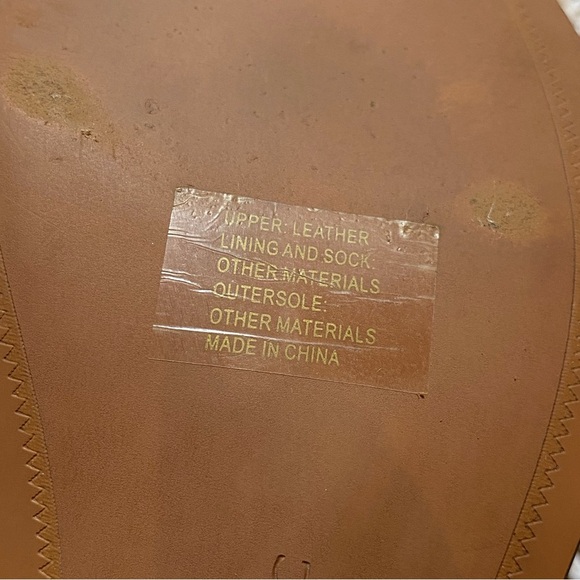 UPPER: LEATHER
LINING AND SOCK:
OTHER MATERIALS
OUTERSOLE:
OTHER MATERIALS
MADE IN CHINA